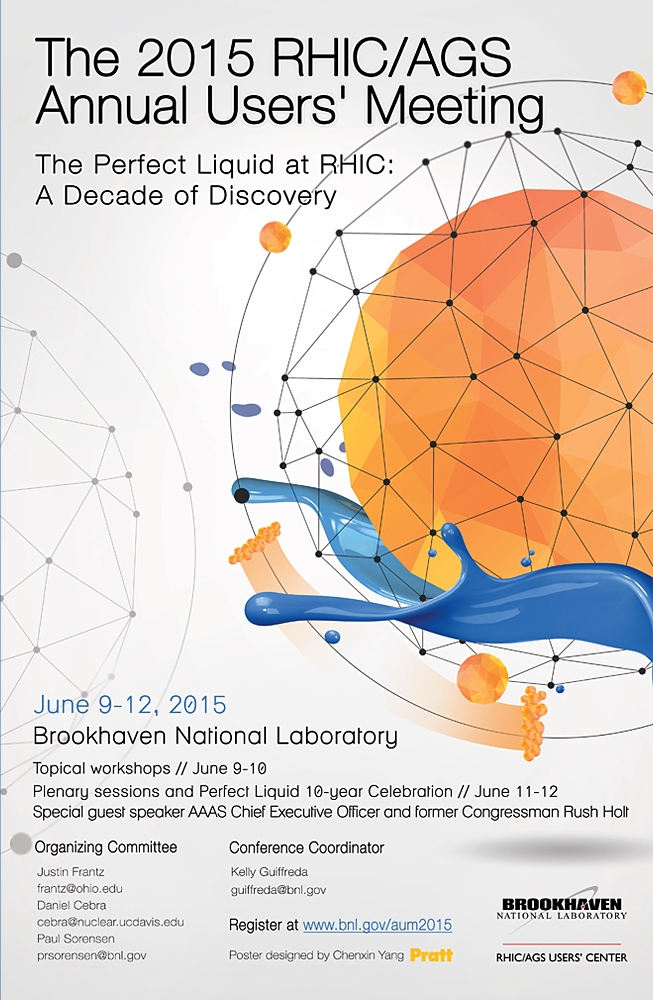 The 2015 RHIC/AGS
Annual Users' Meeting
The Perfect Liquid at RHIC:
A Decade of Discovery
June 9-12, 2015
Brookhaven National Laboratory
Topical workshops // June 9-10
Plenary sessions and Perfect Liquid 10-year Celebration // June 11-12
Special guest speaker AAAS Chief Executive Officer and former Congressman Rush Holt
Organizing Committee
Justin Frantz
frantz@ohio.edu
Daniel Cebra
cebra@nuclear.ucdavis.edu
Paul Sorensen
prsorensen@bnl.gov
Conference Coordinator
Kelly Guiffreda
guiffreda@bnl.gov
Register at www.bnl.gov/aum2015
Poster designed by Chenxin Yang Pratt
BROOKHAVEN
NATIONAL LABORATORY
RHIC/AGS USERS' CENTER